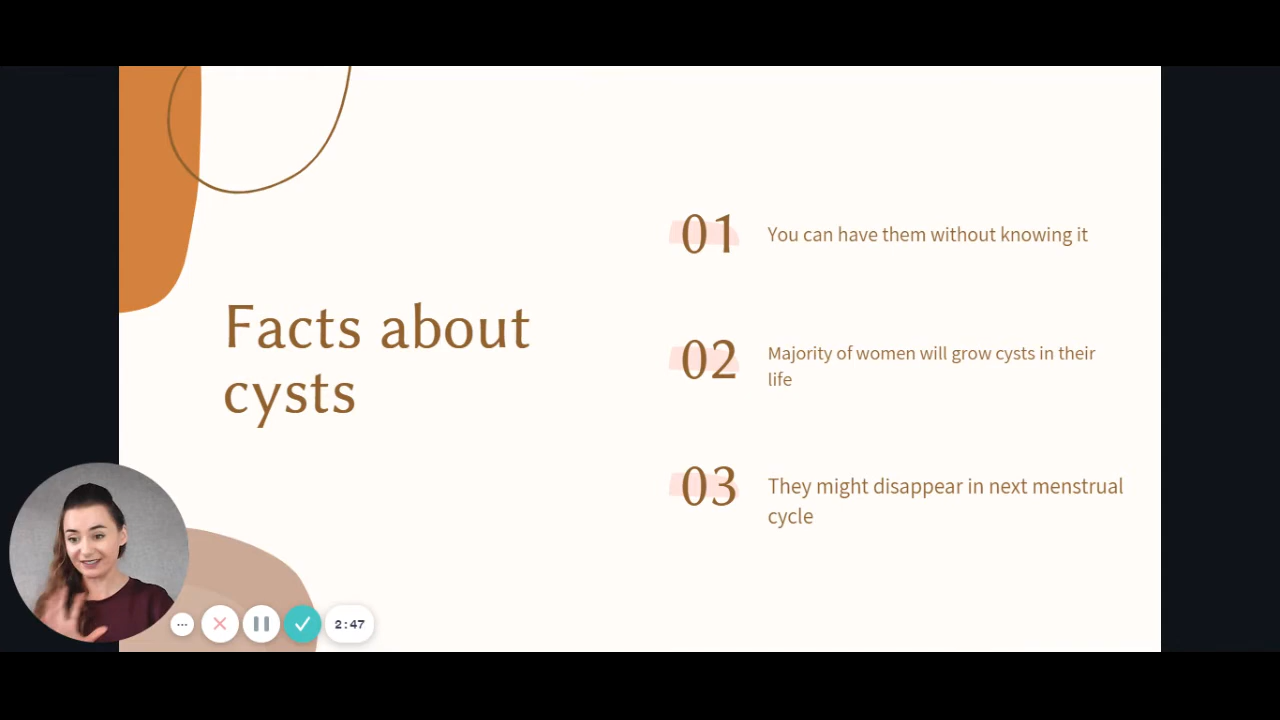 Facts about
cysts
01
You can have them without knowing it
02
Majority of women will grow cysts in their
life
03
They might disappear in next menstrual
cycle
2:47